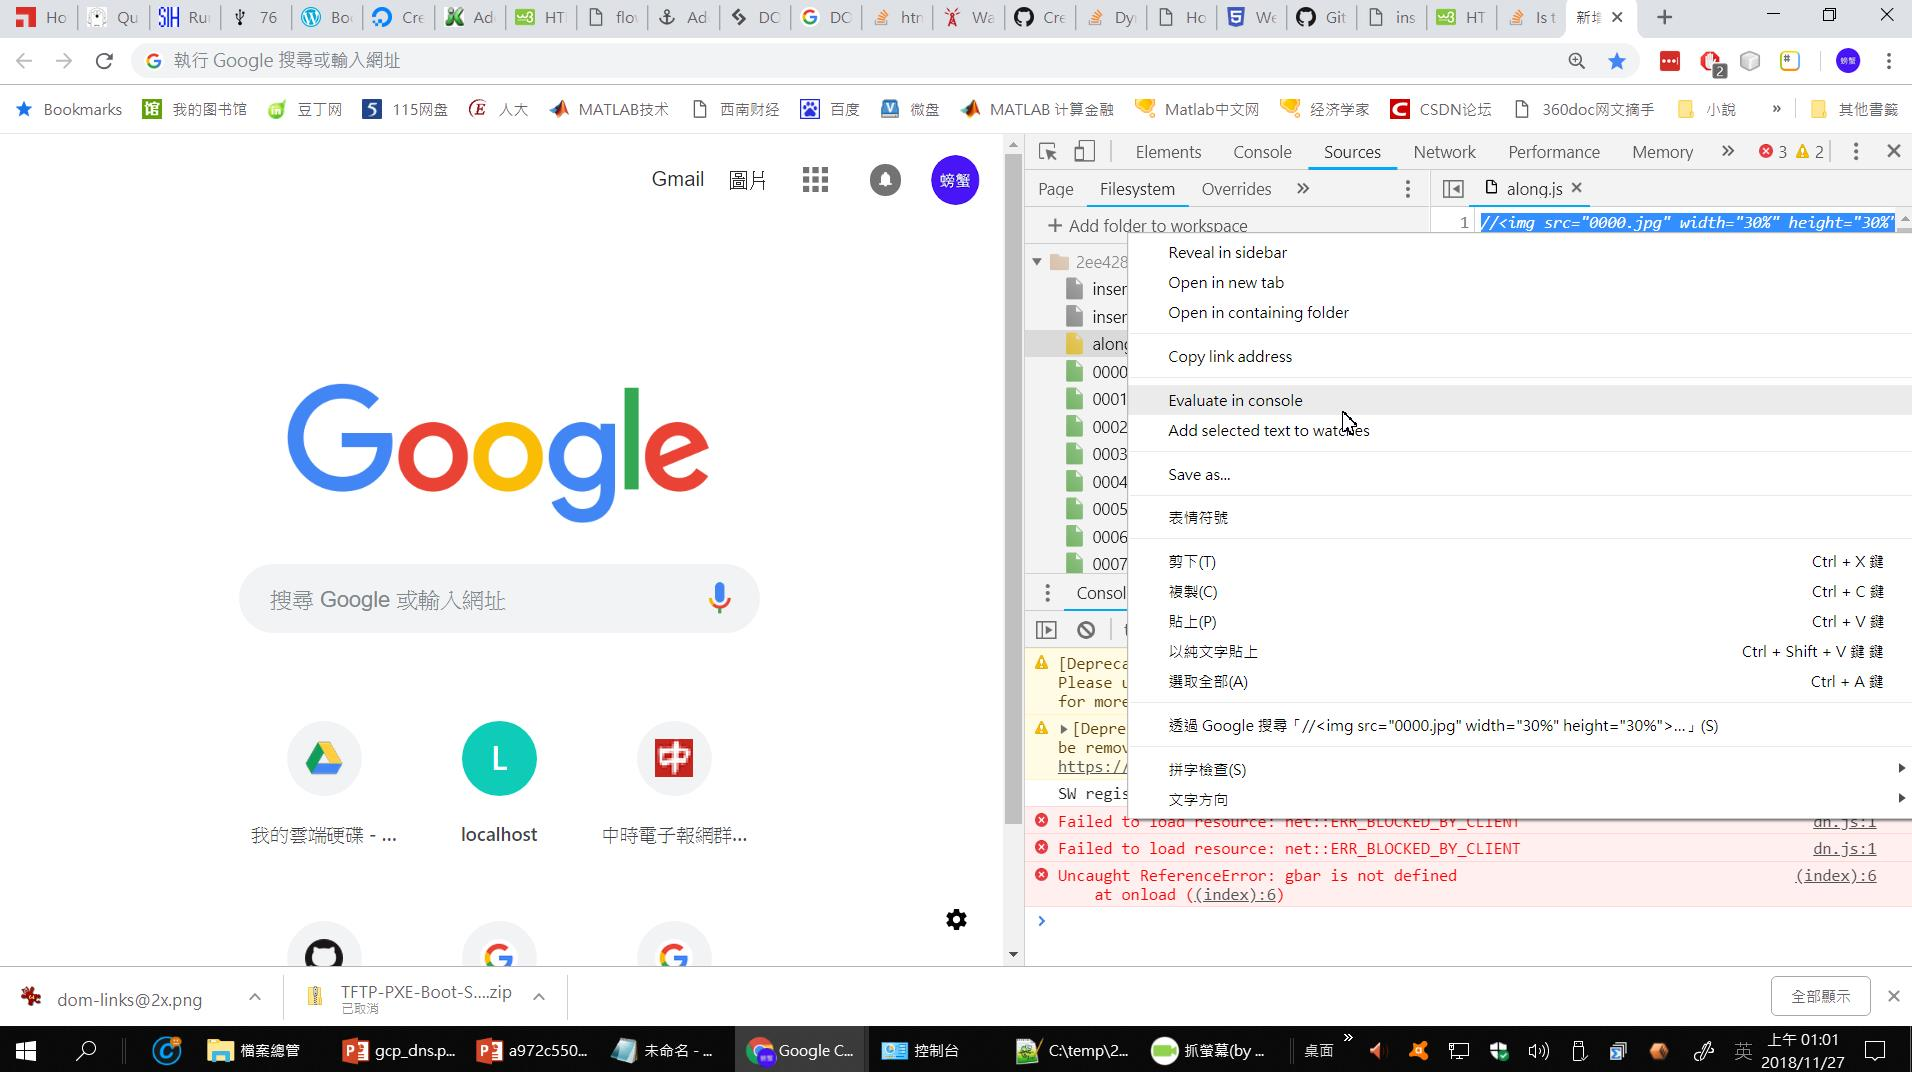 Ho
Qu
Rui
76
Bo
Cre
Ad
HT
flo
Ad
DO
DO
htn
Wa
Cre
Dy
Ho
We
Git
ins
HT
Is t
新增
執行 Google 搜尋或輸入網址
2
螃蟹
Bookmarks
我的图书馆
豆丁网
115网盘
人大
MATLAB技术
西南财经
百度
微盘
MATLAB 计算金融
Matlab中文网
经济学家
CSDN论坛
360doc网文摘手
小說
»
其他書籤
Gmail
圖片
螃蟹
Google
搜尋 Google 或輸入網址
我的雲端硬碟 - ...
L
localhost
中
中時電子報網群...
Elements
Console
Sources
Network
Performance
Memory
»
3
2
Page
Filesystem
Overrides
»
along.js
+ Add folder to workspace
1
//<img src="0000.jpg" width="30%" height="30%"
2ee428
inser
inser
along
0000
0001
0002
0003
0004
0005
0006
0007
Reveal in sidebar
Open in new tab
Open in containing folder
Copy link address
Evaluate in console
Add selected text to watches
Save as...
表情符號
剪下(T) Ctrl + X 鍵
複製(C) Ctrl + C 鍵
貼上(P) Ctrl + V 鍵
以純文字貼上 Ctrl + Shift + V 鍵 鍵
選取全部(A) Ctrl + A 鍵
透過 Google 搜尋「//<img src="0000.jpg" width="30%" height="30%">...」(S)
拼字檢查(S)
文字方向
Consol
t
[Depreca
Please u
for more
[Depre
be remov
https://
SW regis
Failed to load resource: net::ERR_BLOCKED_BY_CLIENT dn.js:1
Failed to load resource: net::ERR_BLOCKED_BY_CLIENT dn.js:1
Uncaught ReferenceError: gbar is not defined (index):6
at onload ((index):6)
dom-links@2x.png
TFTP-PXE-Boot-S....zip
已取消
全部顯示
檔案總管
gcp_dns.p...
a972c550...
未命名 - ...
Google C...
控制台
C:\temp\2...
抓螢幕(by ...
桌面
»
英
上午 01:01
2018/11/27